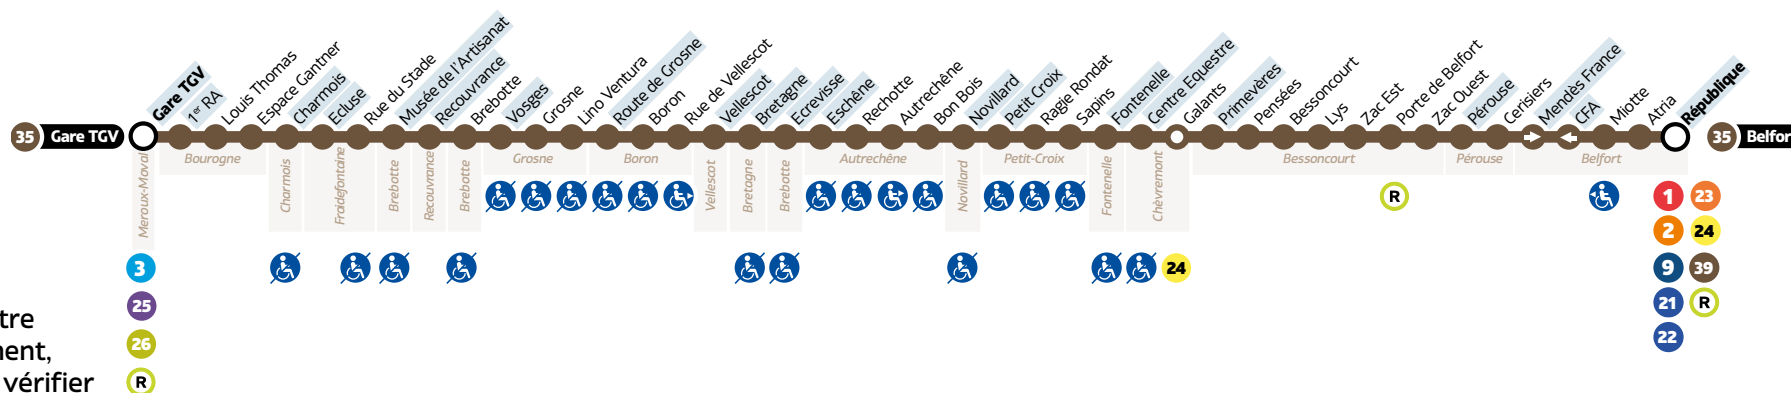 35 Gare TGV
Gare TGV
1er RA
Louis Thomas
Espace Gantner
Charmois
Ecluse
Rue du Stade
Musée de l'Artisanat
Recouvrance
Brebotte
Vosges
Grosne
Lino Ventura
Route de Grosne
Boron
Rue de Vellescot
Vellescot
Bretagne
Ecrevisse
Eschêne
Rechotte
Autrechêne
Bon Bois
Novillard
Petit Croix
Ragie Rondat
Sapins
Fontenelle
Centre Equestre
Galants
Primevères
Pensées
Bessoncourt
Lys
Zac Est
Porte de Belfort
Zac Ouest
Pérouse
Cerisiers
Mendès France
CFA
Miotte
Atria
République
35 Belfor
Meroux-Moval
Bourogne
Charmois
Froidefontaine
Brebotte
Recouvrance
Brebotte
Grosne
Boron
Vellescot
Bretagne
Brebotte
Autrechêne
Novillard
Petit-Croix
Fontenelle
Chèvremont
Bessoncourt
Pérouse
Belfort
3
25
26
R
24
R
1 23
2 24
9 39
21 R
22
tre
ment,
vérifier